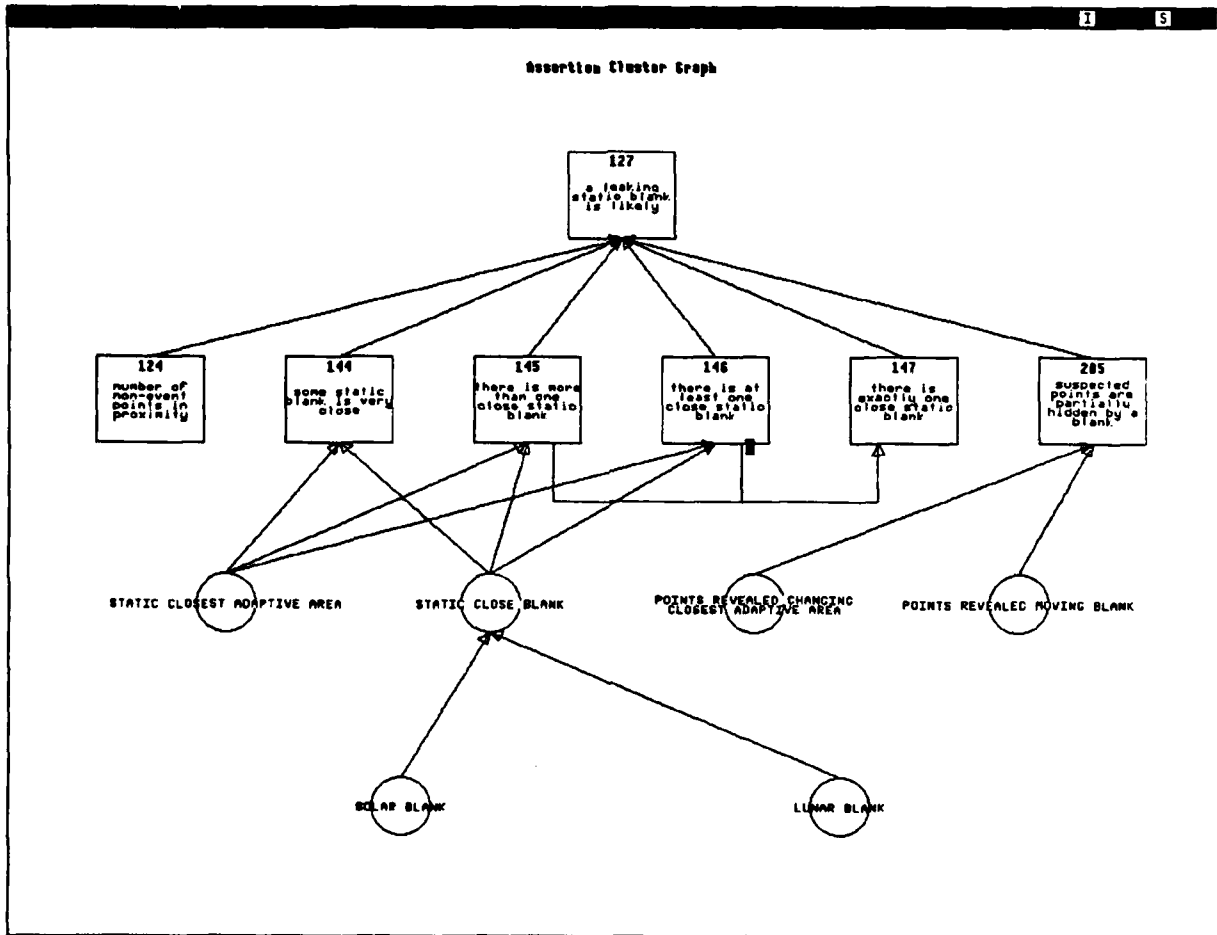 I S
Assertion Cluster Graph
127
a leaking
static blank
is likely
124
number of
non-event
points in
proximity
144
some static
blank is very
close
145
there is more
than one
close static
blank
146
there is at
least one
close static
blank
147
there is
exactly one
close static
blank
205
suspected
points are
partially
hidden by a
blank
STATIC CLOSEST ADAPTIVE AREA
STATIC CLOSE BLANK
POINTS REVEALED CHANGING
CLOSEST ADAPTIVE AREA
POINTS REVEALED MOVING BLANK
SOLAR BLANK
LUNAR BLANK